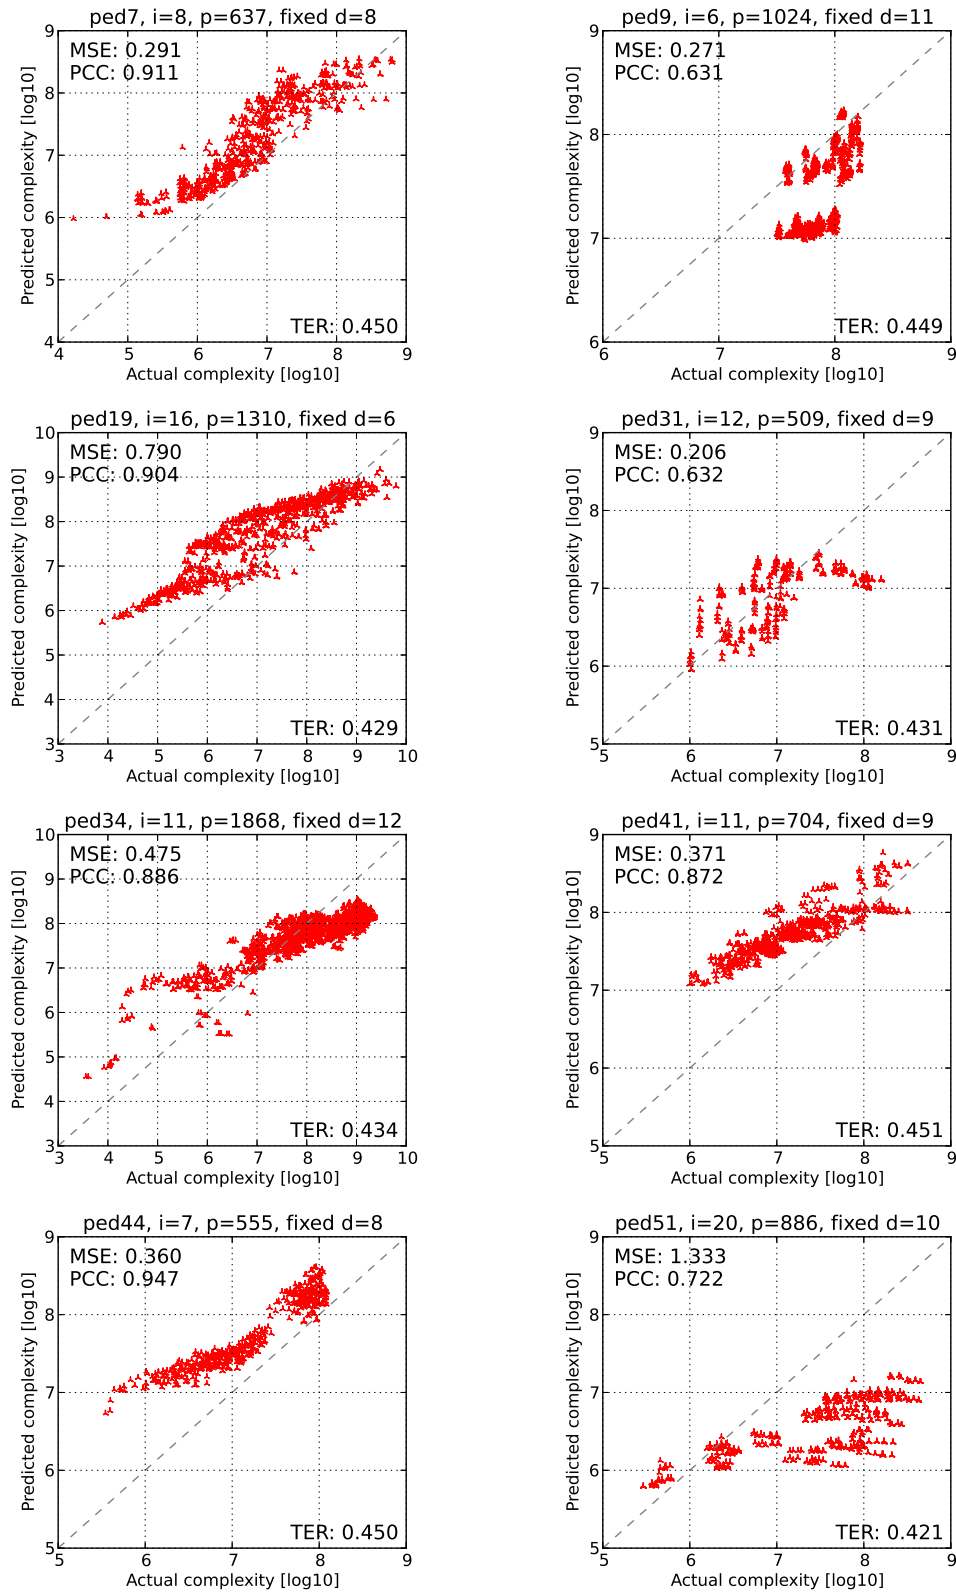 ped7, i=8, p=637, fixed d=8
MSE: 0.291
PCC: 0.911
Predicted complexity [log10]
9
8
7
6
5
4
TER: 0.450
4 5 6 7 8 9
Actual complexity [log10]
ped9, i=6, p=1024, fixed d=11
MSE: 0.271
PCC: 0.631
Predicted complexity [log10]
9
8
7
6
TER: 0.449
6 7 8 9
Actual complexity [log10]
ped19, i=16, p=1310, fixed d=6
MSE: 0.790
PCC: 0.904
Predicted complexity [log10]
10
9
8
7
6
5
4
3
TER: 0.429
3 4 5 6 7 8 9 10
Actual complexity [log10]
ped31, i=12, p=509, fixed d=9
MSE: 0.206
PCC: 0.632
Predicted complexity [log10]
9
8
7
6
5
TER: 0.431
5 6 7 8 9
Actual complexity [log10]
ped34, i=11, p=1868, fixed d=12
MSE: 0.475
PCC: 0.886
Predicted complexity [log10]
10
9
8
7
6
5
4
3
TER: 0.434
3 4 5 6 7 8 9 10
Actual complexity [log10]
ped41, i=11, p=704, fixed d=9
MSE: 0.371
PCC: 0.872
Predicted complexity [log10]
9
8
7
6
5
TER: 0.451
5 6 7 8 9
Actual complexity [log10]
ped44, i=7, p=555, fixed d=8
MSE: 0.360
PCC: 0.947
Predicted complexity [log10]
9
8
7
6
5
TER: 0.450
5 6 7 8 9
Actual complexity [log10]
ped51, i=20, p=886, fixed d=10
MSE: 1.333
PCC: 0.722
Predicted complexity [log10]
9
8
7
6
5
TER: 0.421
5 6 7 8 9
Actual complexity [log10]